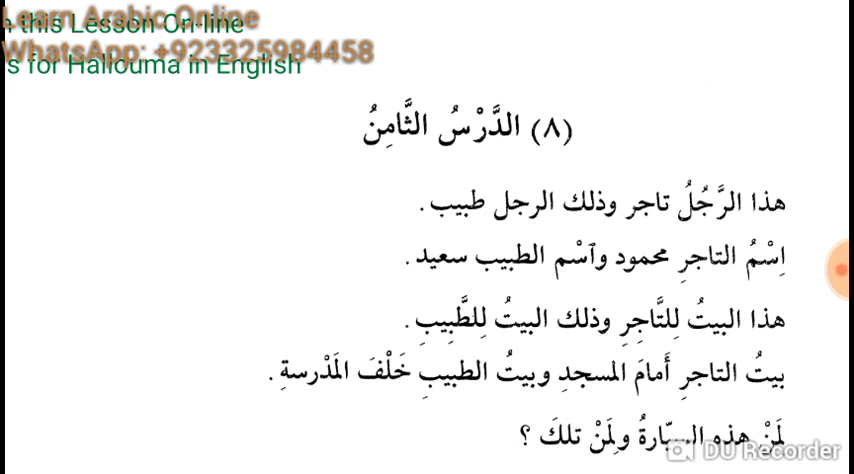 Learn Arabic Online
n this Lesson On-line
WhatsApp: +923325984458
s for Hallouma in English
(٨) الدَّرْسُ الثَّامِنُ
هذا الرَّجُلُ تاجر وذلك الرجل طبيب .
اِسْمُ التاجرِ محمود وٱسْم الطبيب سعيد .
هذا البيتُ لِلتَّاجِرِ وذلك البيتُ لِلطَّبِيبِ .
بيتُ التاجرِ أَمامَ المسجدِ وبيتُ الطبيبِ خَلْفَ المَدْرسةِ .
لِمَنْ هذه السيّارةُ ولِمَنْ تلكَ ؟
DU Recorder